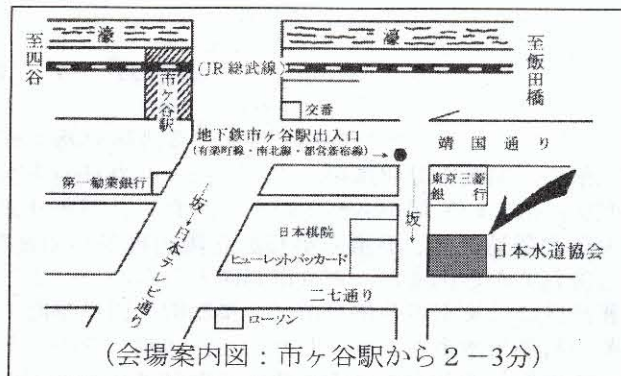 濠
濠
至四谷
至飯田橋
(JR総武線)
市ヶ谷駅
交番
地下鉄市ヶ谷駅出入口
(有楽町線・南北線・都営新宿線)→
靖国通り
第一勧業銀行
東京三菱
銀行
―坂→
日本テレビ通り
日本棋院
坂→
ヒューレットパッカード
日本水道協会
二七通り
ローソン
(会場案内図:市ヶ谷駅から2-3分)